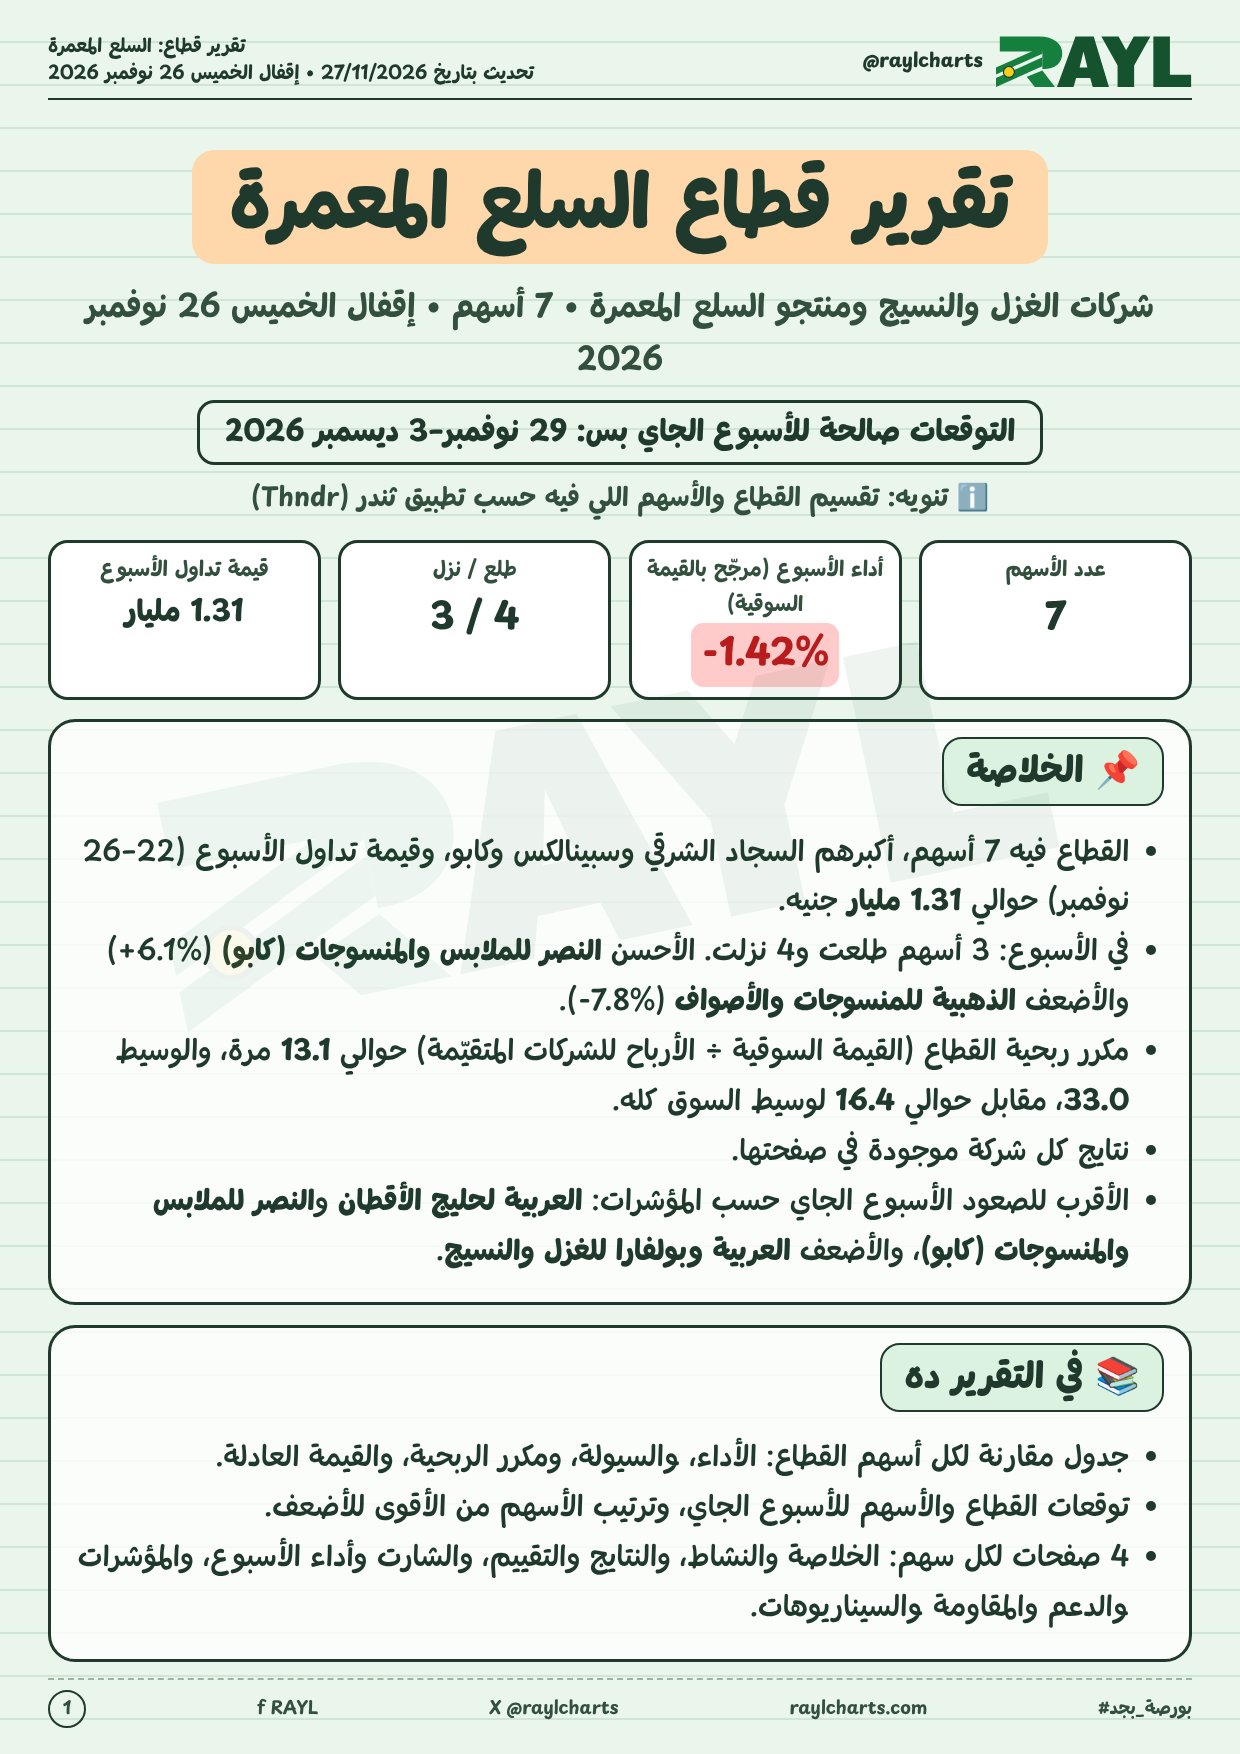 RAYL
@raylcharts
تقرير قطاع: السلع المعمرة
تحديث بتاريخ 27/11/2026 • إقفال الخميس 26 نوفمبر 2026
تقرير قطاع السلع المعمرة
شركات الغزل والنسيج ومنتجو السلع المعمرة • 7 أسهم • إقفال الخميس 26 نوفمبر
2026
التوقعات صالحة للأسبوع الجاي بس: 29 نوفمبر–3 ديسمبر 2026
ℹ️ تنويه: تقسيم القطاع والأسهم اللي فيه حسب تطبيق ثندر (Thndr)
عدد الأسهم
7
أداء الأسبوع (مرجّح بالقيمة
السوقية)
-1.42%
طلع / نزل
3 / 4
قيمة تداول الأسبوع
1.31 مليار
📌 الخلاصة
• القطاع فيه 7 أسهم، أكبرهم السجاد الشرقي وسبينالكس وكابو، وقيمة تداول الأسبوع (22–26
نوفمبر) حوالي 1.31 مليار جنيه.
• في الأسبوع: 3 أسهم طلعت و4 نزلت. الأحسن النصر للملابس والمنسوجات (كابو) (+6.1%)
والأضعف الذهبية للمنسوجات والأصواف (-7.8%).
• مكرر ربحية القطاع (القيمة السوقية ÷ الأرباح للشركات المتقيّمة) حوالي 13.1 مرة، والوسيط
33.0، مقابل حوالي 16.4 لوسيط السوق كله.
• نتايج كل شركة موجودة في صفحتها.
• الأقرب للصعود الأسبوع الجاي حسب المؤشرات: العربية لحليج الأقطان والنصر للملابس
والمنسوجات (كابو)، والأضعف العربية وبولفارا للغزل والنسيج.
📚 في التقرير دة
• جدول مقارنة لكل أسهم القطاع: الأداء، والسيولة، ومكرر الربحية، والقيمة العادلة.
• توقعات القطاع والأسهم للأسبوع الجاي، وترتيب الأسهم من الأقوى للأضعف.
• 4 صفحات لكل سهم: الخلاصة والنشاط، والنتايج والتقييم، والشارت وأداء الأسبوع، والمؤشرات
والدعم والمقاومة والسيناريوهات.
#بورصة_بجد
raylcharts.com
X @raylcharts
f RAYL
1